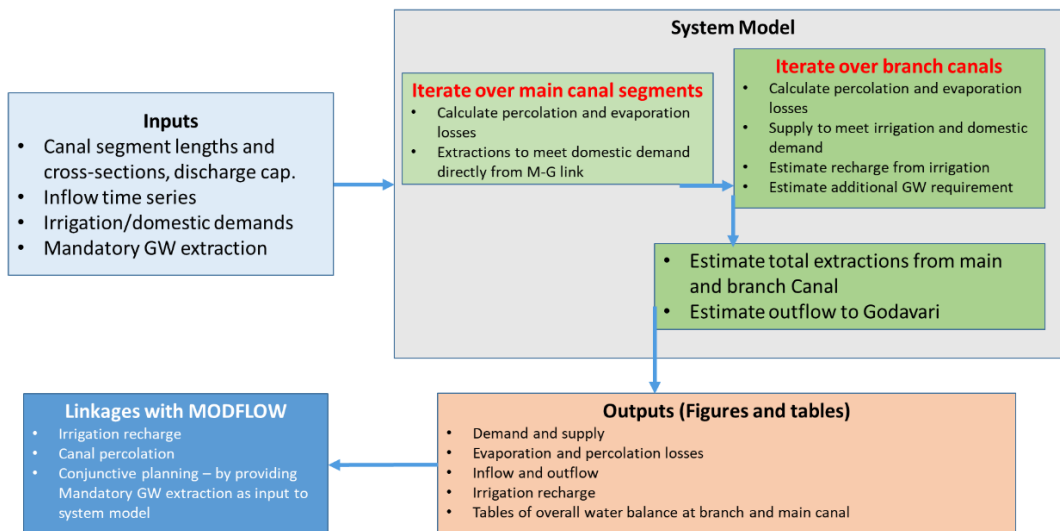 System Model
Inputs
• Canal segment lengths and
cross-sections, discharge cap.
• Inflow time series
• Irrigation/domestic demands
• Mandatory GW extraction
Iterate over main canal segments
• Calculate percolation and evaporation
losses
• Extractions to meet domestic demand
directly from M-G link
Iterate over branch canals
• Calculate percolation and evaporation
losses
• Supply to meet irrigation and domestic
demand
• Estimate recharge from irrigation
• Estimate additional GW requirement
• Estimate total extractions from main
and branch Canal
• Estimate outflow to Godavari
Linkages with MODFLOW
• Irrigation recharge
• Canal percolation
• Conjunctive planning – by providing
Mandatory GW extraction as input to
system model
Outputs (Figures and tables)
• Demand and supply
• Evaporation and percolation losses
• Inflow and outflow
• Irrigation recharge
• Tables of overall water balance at branch and main canal